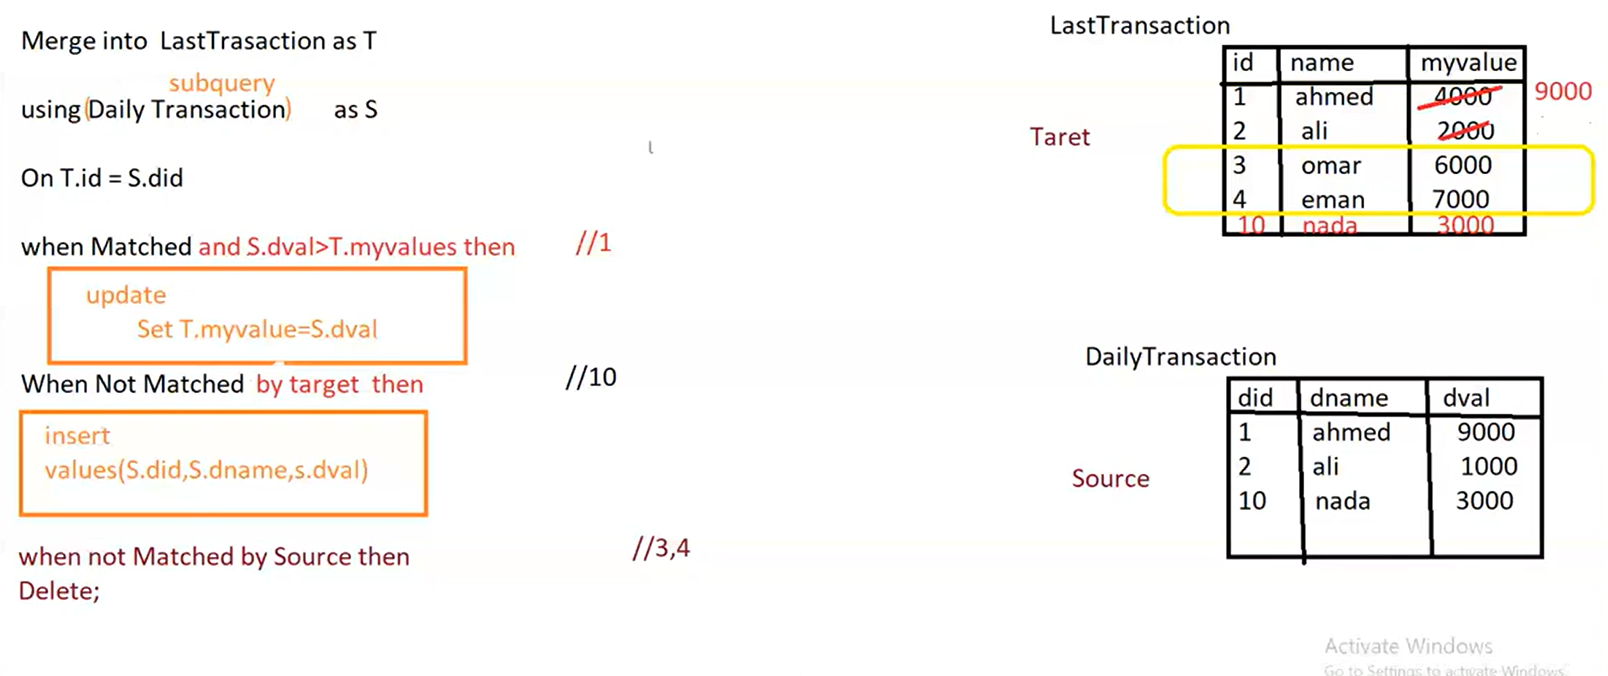 Merge into LastTrasaction as T
subquery
using(Daily Transaction) as S
On T.id = S.did
when Matched and S.dval>T.myvalues then //1
update
Set T.myvalue=S.dval
When Not Matched by target then //10
insert
values(S.did,S.dname,s.dval)
when not Matched by Source then //3,4
Delete;
LastTransaction
id name myvalue
1 ahmed 4000 9000
Taret
2 ali 2000
3 omar 6000
4 eman 7000
10 nada 3000
DailyTransaction
did dname dval
1 ahmed 9000
2 ali 1000
Source
10 nada 3000
Activate Windows
Go to Settings to activate Windows.